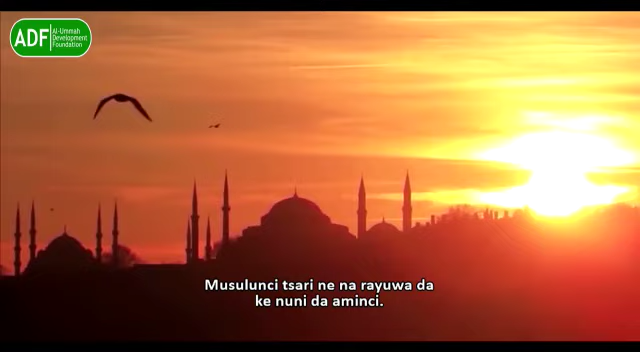 ADF
Al-Ummah
Development
Foundation
Musulunci tsari ne na rayuwa da
ke nuni da aminci.